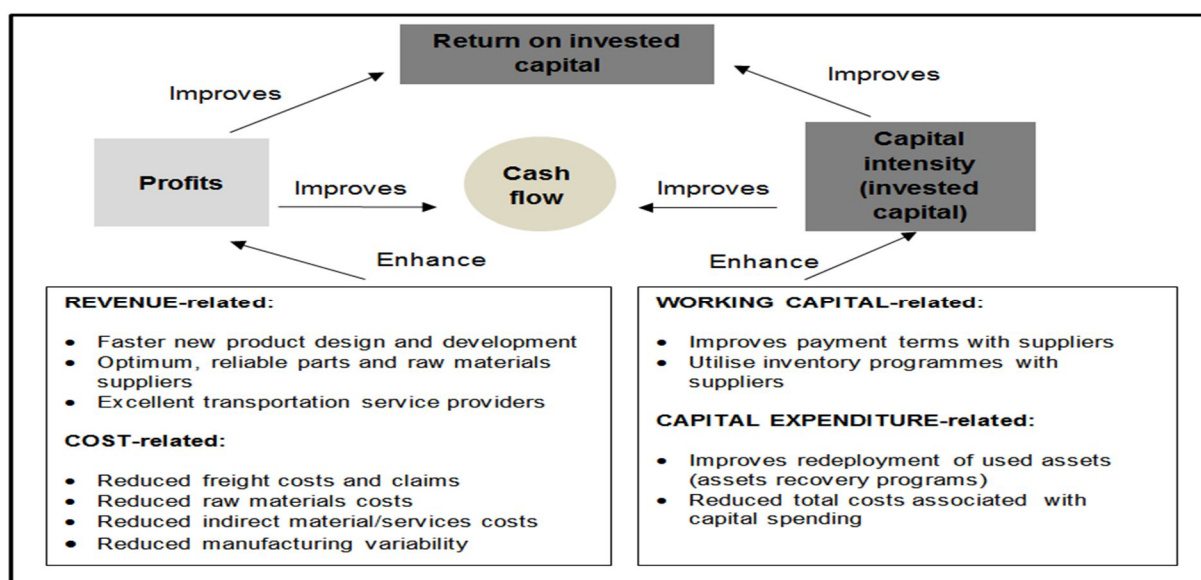 Return on invested
capital
Improves
Improves
Profits
Improves
Cash
flow
Improves
Capital
intensity
(invested
capital)
Enhance
Enhance
REVENUE-related:
• Faster new product design and development
• Optimum, reliable parts and raw materials
suppliers
• Excellent transportation service providers
COST-related:
• Reduced freight costs and claims
• Reduced raw materials costs
• Reduced indirect material/services costs
• Reduced manufacturing variability
WORKING CAPITAL-related:
• Improves payment terms with suppliers
• Utilise inventory programmes with
suppliers
CAPITAL EXPENDITURE-related:
• Improves redeployment of used assets
(assets recovery programs)
• Reduced total costs associated with
capital spending